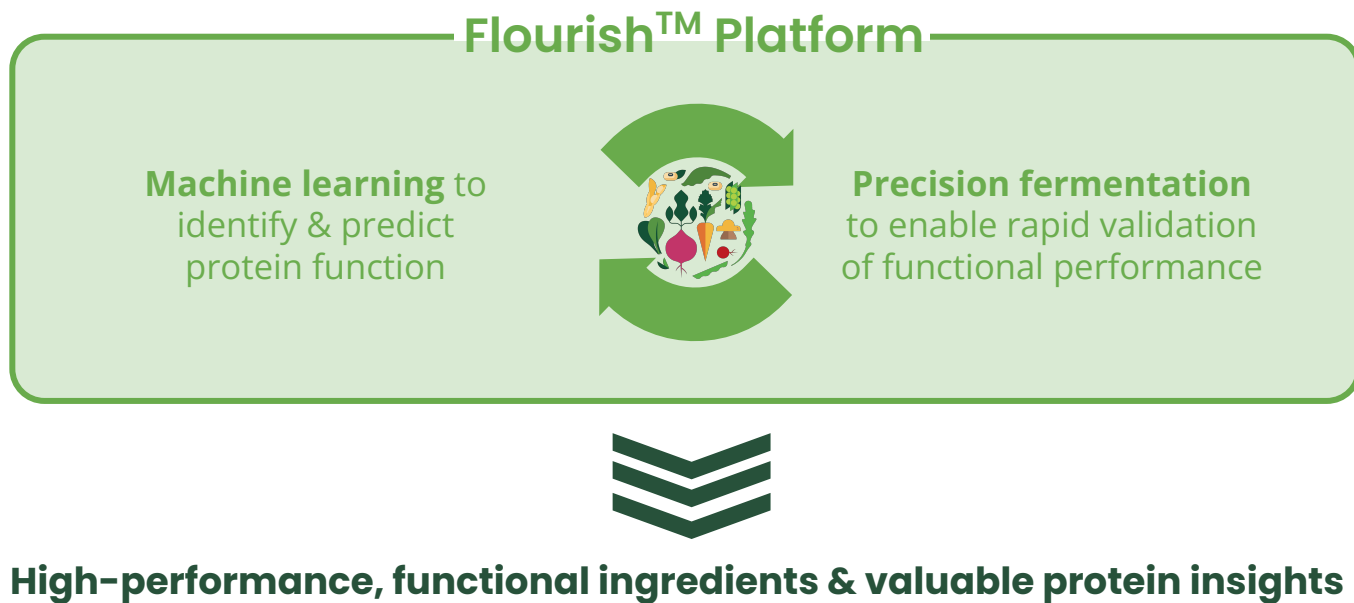 Flourish™ Platform
Machine learning to
identify & predict
protein function
Precision fermentation
to enable rapid validation
of functional performance
High-performance, functional ingredients & valuable protein insights